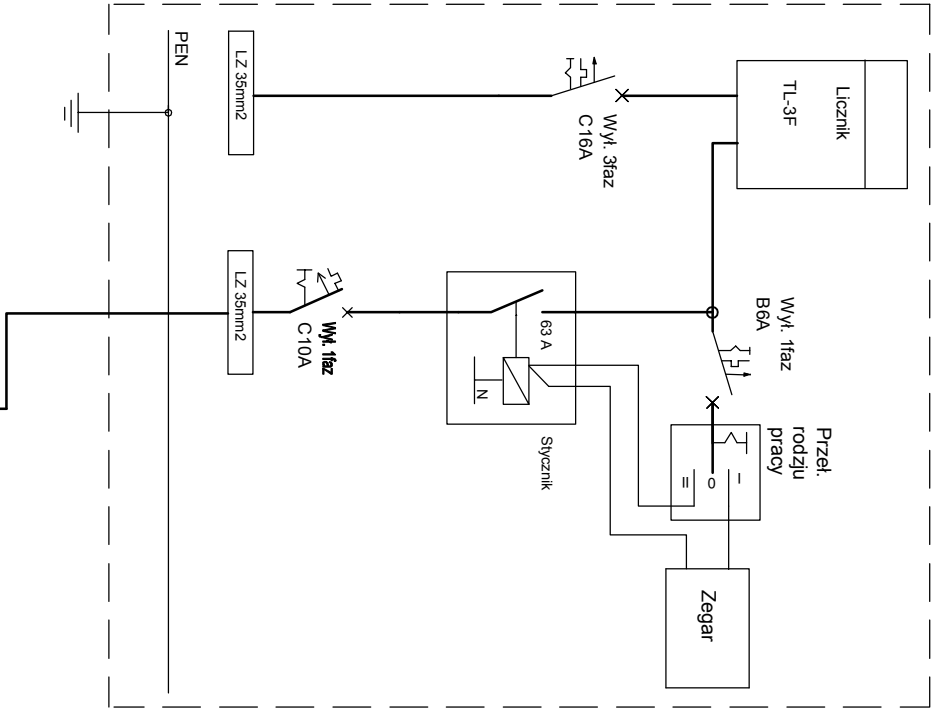 PEN
LZ 35mm2
Wył. 3faz
C16A
Licznik
TL-3F
LZ 35mm2
Wył. 1faz
C10A
63 A
N
Stycznik
Wył. 1faz
B6A
Przeł.
rodzju
pracy
I
0
II
Zegar